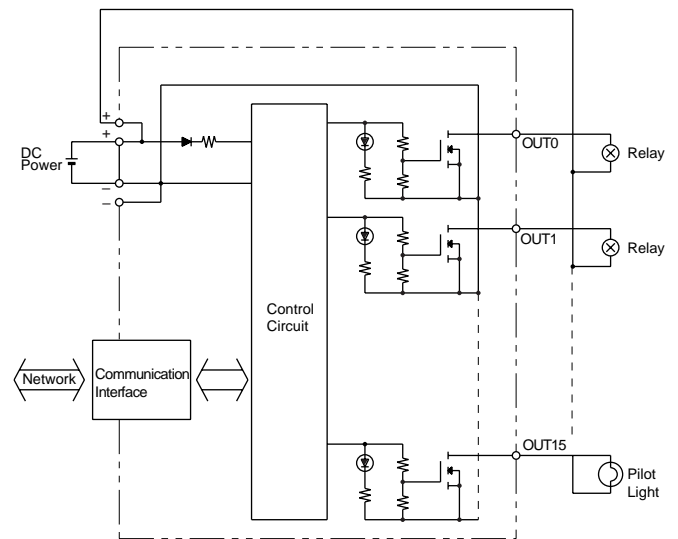 +
+
DC
Power
−
−
OUT0
Relay
OUT1
Relay
Control
Circuit
Network
Communication
Interface
OUT15
Pilot
Light